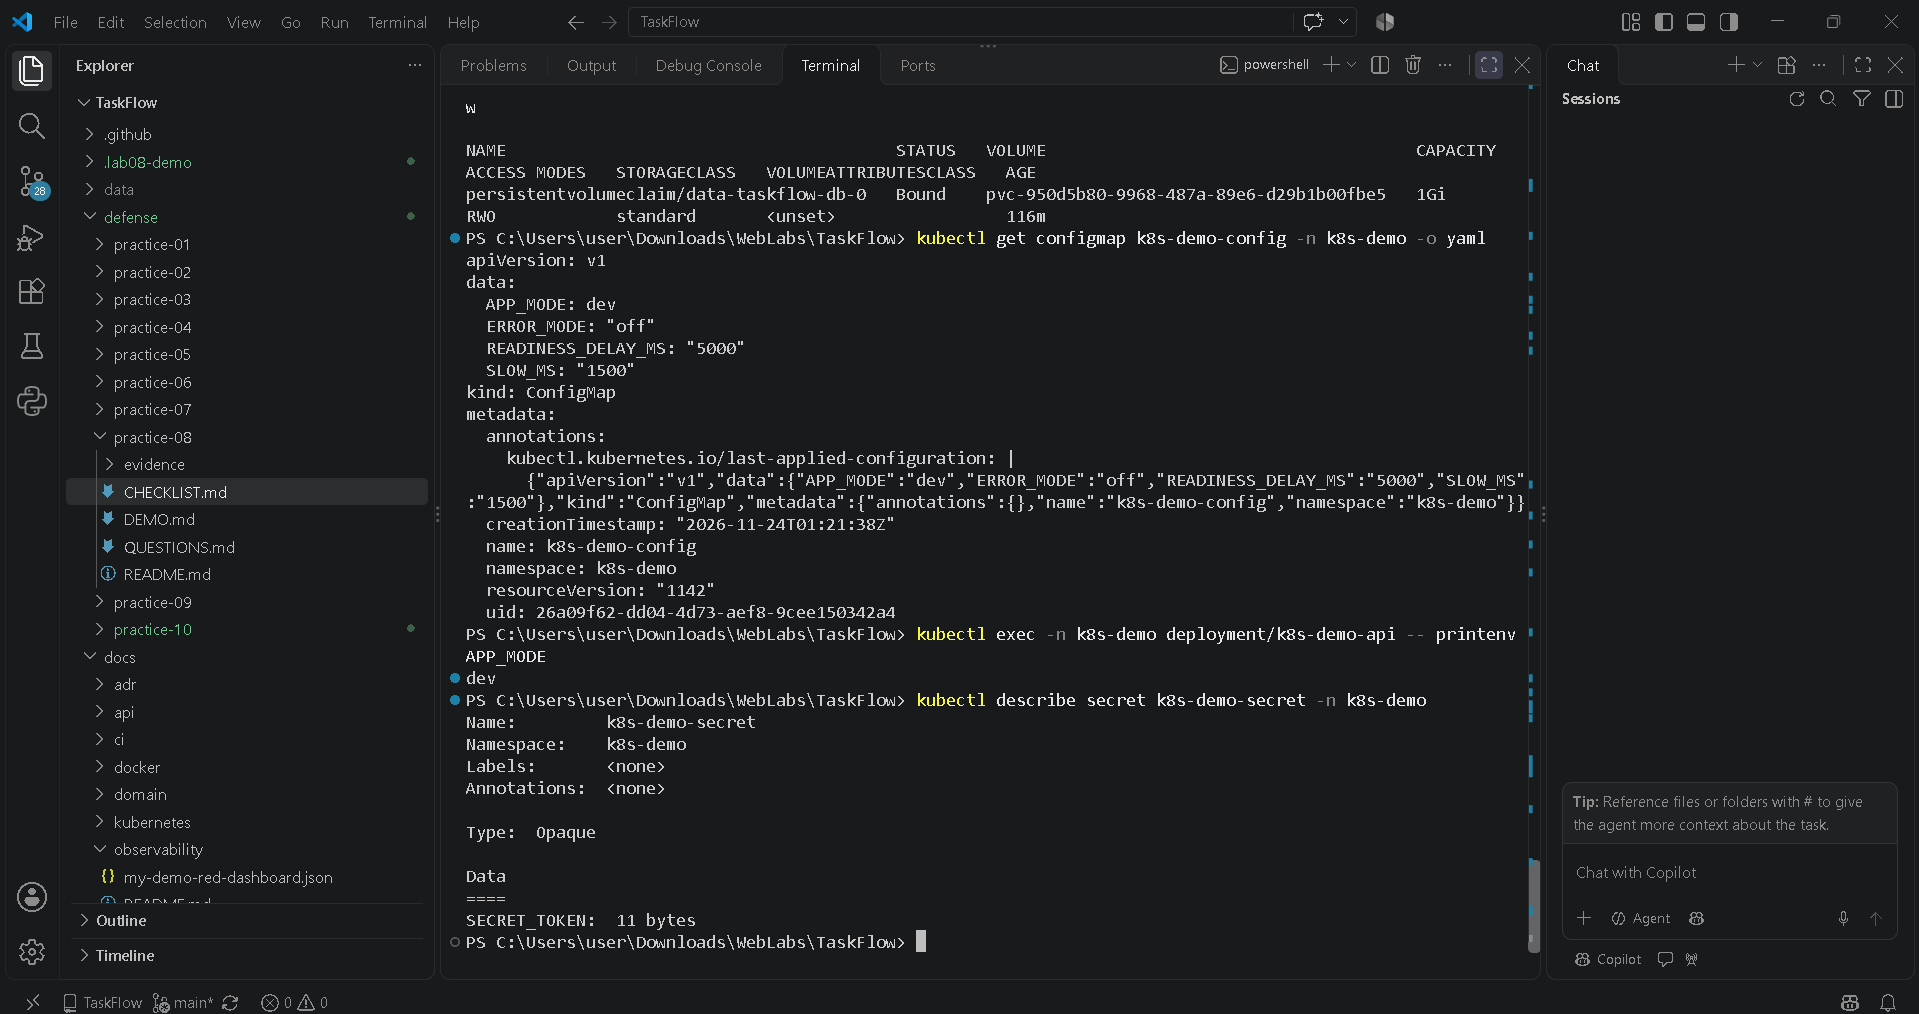 File Edit Selection View Go Run Terminal Help
TaskFlow
Explorer
TaskFlow
.github
.lab08-demo
data
defense
practice-01
practice-02
practice-03
practice-04
practice-05
practice-06
practice-07
practice-08
evidence
CHECKLIST.md
DEMO.md
QUESTIONS.md
README.md
practice-09
practice-10
docs
adr
api
ci
docker
domain
kubernetes
observability
my-demo-red-dashboard.json
README.md
Outline
Timeline
28
Problems Output Debug Console Terminal Ports
powershell
w
NAME STATUS VOLUME CAPACITY
ACCESS MODES STORAGECLASS VOLUMEATTRIBUTESCLASS AGE
persistentvolumeclaim/data-taskflow-db-0 Bound pvc-950d5b80-9968-487a-89e6-d29b1b00fbe5 1Gi
RWO standard <unset> 116m
PS C:\Users\user\Downloads\WebLabs\TaskFlow> kubectl get configmap k8s-demo-config -n k8s-demo -o yaml
apiVersion: v1
data:
  APP_MODE: dev
  ERROR_MODE: "off"
  READINESS_DELAY_MS: "5000"
  SLOW_MS: "1500"
kind: ConfigMap
metadata:
  annotations:
    kubectl.kubernetes.io/last-applied-configuration: |
      {"apiVersion":"v1","data":{"APP_MODE":"dev","ERROR_MODE":"off","READINESS_DELAY_MS":"5000","SLOW_MS"
:"1500"},"kind":"ConfigMap","metadata":{"annotations":{},"name":"k8s-demo-config","namespace":"k8s-demo"}}
  creationTimestamp: "2026-11-24T01:21:38Z"
  name: k8s-demo-config
  namespace: k8s-demo
  resourceVersion: "1142"
  uid: 26a09f62-dd04-4d73-aef8-9cee150342a4
PS C:\Users\user\Downloads\WebLabs\TaskFlow> kubectl exec -n k8s-demo deployment/k8s-demo-api -- printenv
APP_MODE
dev
PS C:\Users\user\Downloads\WebLabs\TaskFlow> kubectl describe secret k8s-demo-secret -n k8s-demo
Name: k8s-demo-secret
Namespace: k8s-demo
Labels: <none>
Annotations: <none>
Type: Opaque
Data
====
SECRET_TOKEN: 11 bytes
PS C:\Users\user\Downloads\WebLabs\TaskFlow>
Chat
Sessions
Tip: Reference files or folders with # to give
the agent more context about the task.
Chat with Copilot
Agent
Copilot
TaskFlow main* 0 0